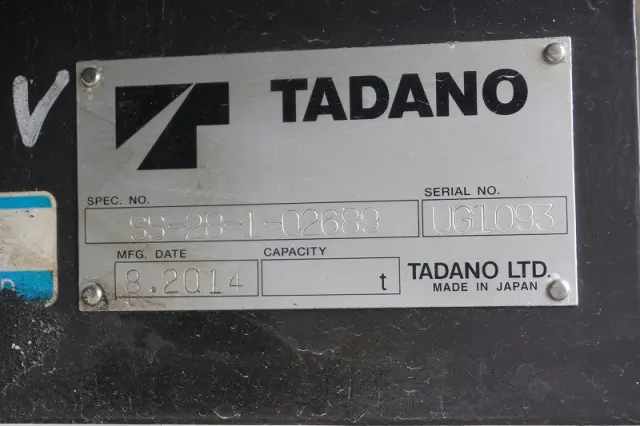 TADANO
SPEC. NO.
SERIAL NO.
SS-28-1-02689
UG1093
MFG. DATE
CAPACITY
8.2014
t
TADANO LTD.
MADE IN JAPAN